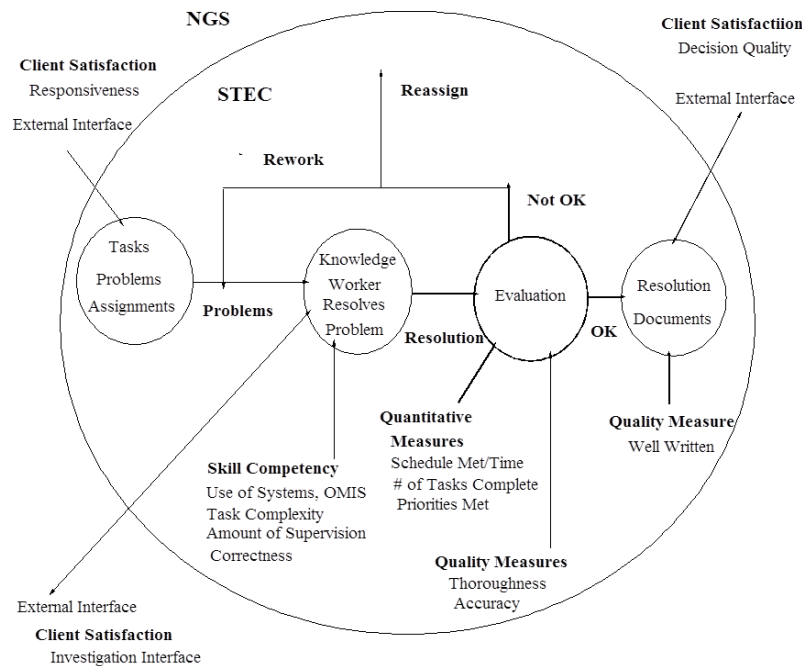 NGS
Client Satisfaction
Responsiveness
External Interface
Client Satisfactiion
Decision Quality
External Interface
STEC
Reassign
Rework
Not OK
Tasks
Problems
Assignments
Problems
Knowledge
Worker
Resolves
Problem
Resolution
Evaluation
OK
Resolution
Documents
Quantitative
Measures
Schedule Met/Time
# of Tasks Complete
Priorities Met
Quality Measure
Well Written
Skill Competency
Use of Systems, OMIS
Task Complexity
Amount of Supervision
Correctness
Quality Measures
Thoroughness
Accuracy
External Interface
Client Satisfaction
Investigation Interface